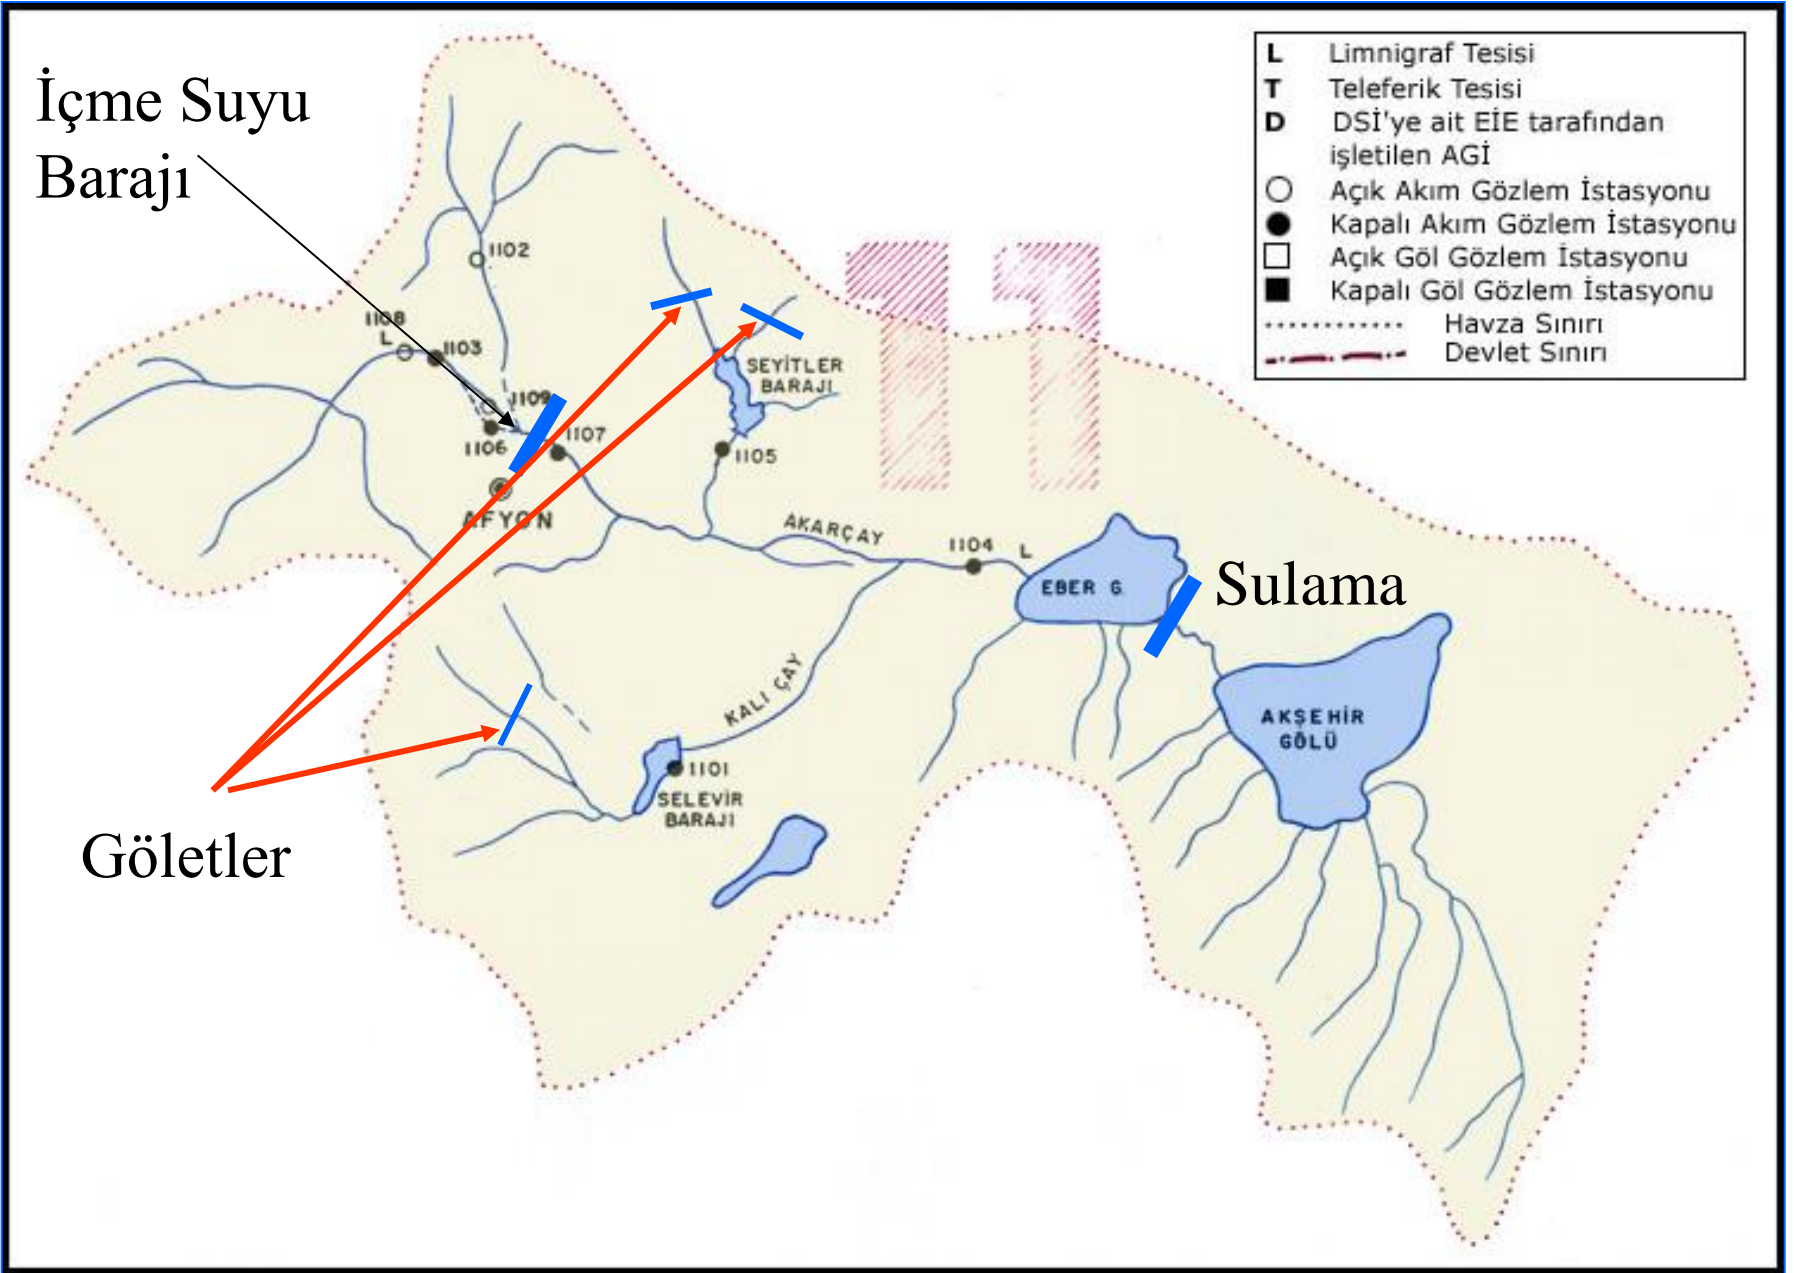 İçme Suyu
Barajı
L Limnigraf Tesisi
T Teleferik Tesisi
D DSİ'ye ait EİE tarafından
işletilen AGİ
Açık Akım Gözlem İstasyonu
Kapalı Akım Gözlem İstasyonu
Açık Göl Gözlem İstasyonu
Kapalı Göl Gözlem İstasyonu
Havza Sınırı
Devlet Sınırı
11
1102
1108
L
1103
SEYİTLER
BARAJI
1109
1106
1107
1105
AFYON
AKARÇAY
1104
L
EBER G.
Sulama
KALI ÇAY
AKŞEHİR
GÖLÜ
1101
SELEVİR
BARAJI
Göletler